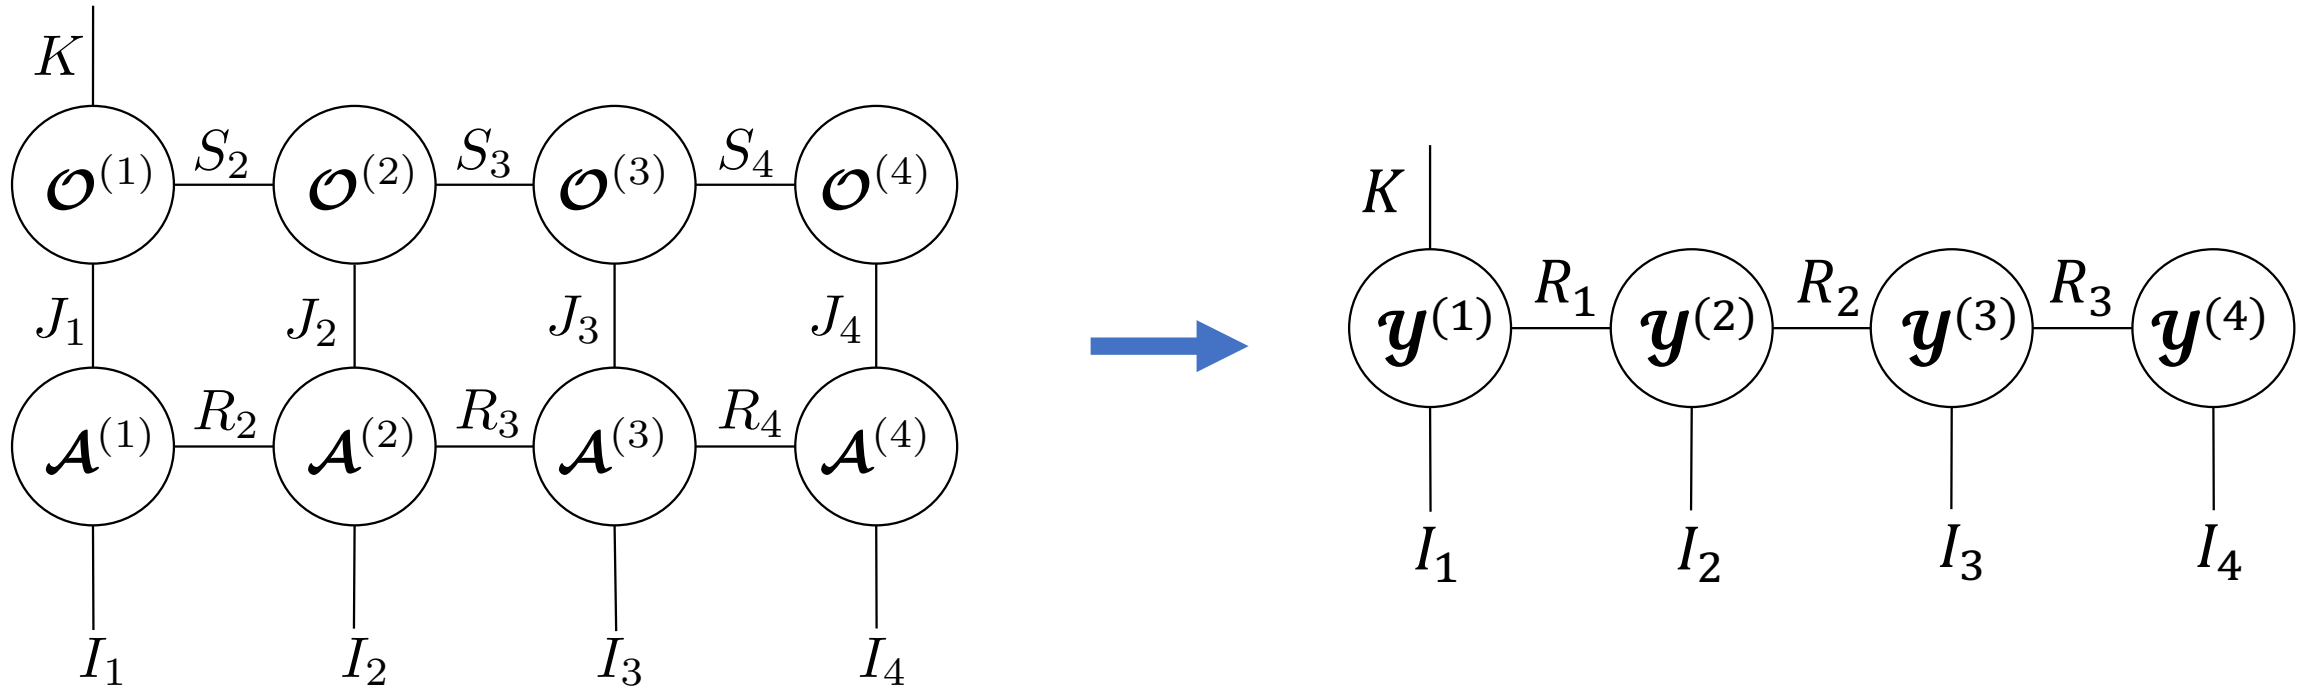 K
S₂ S₃ S₄
𝓞⁽¹⁾ 𝓞⁽²⁾ 𝓞⁽³⁾ 𝓞⁽⁴⁾
J₁ J₂ J₃ J₄
R₂ R₃ R₄
𝓐⁽¹⁾ 𝓐⁽²⁾ 𝓐⁽³⁾ 𝓐⁽⁴⁾
I₁ I₂ I₃ I₄
K
R₁ R₂ R₃
𝓨⁽¹⁾ 𝓨⁽²⁾ 𝓨⁽³⁾ 𝓨⁽⁴⁾
I₁ I₂ I₃ I₄